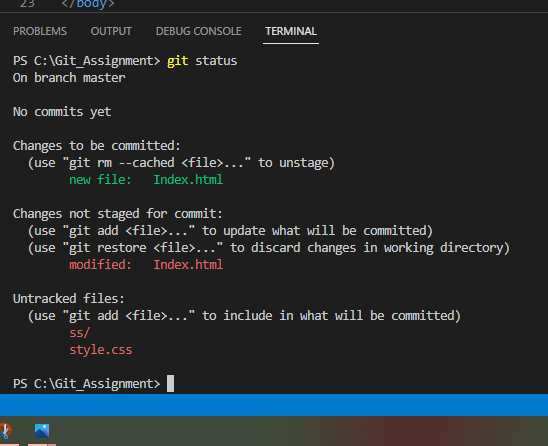 23 </body>
PROBLEMS OUTPUT DEBUG CONSOLE TERMINAL
PS C:\Git_Assignment> git status
On branch master
No commits yet
Changes to be committed:
(use "git rm --cached <file>..." to unstage)
new file: Index.html
Changes not staged for commit:
(use "git add <file>..." to update what will be committed)
(use "git restore <file>..." to discard changes in working directory)
modified: Index.html
Untracked files:
(use "git add <file>..." to include in what will be committed)
ss/
style.css
PS C:\Git_Assignment>